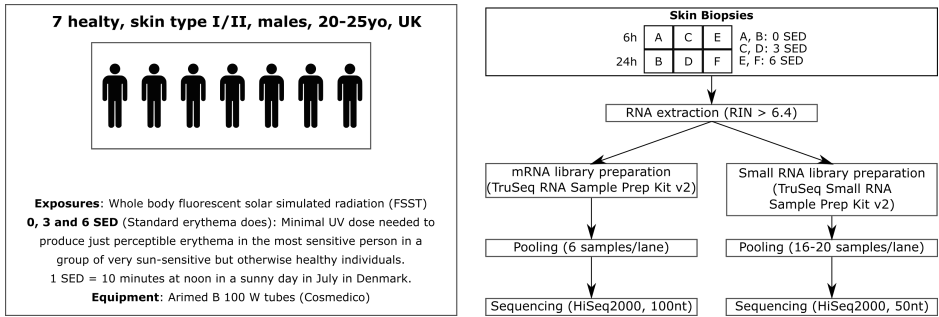 7 healty, skin type I/II, males, 20-25yo, UK
Exposures: Whole body fluorescent solar simulated radiation (FSST)
0, 3 and 6 SED (Standard erythema does): Minimal UV dose needed to
produce just perceptible erythema in the most sensitive person in a
group of very sun-sensitive but otherwise healthy individuals.
1 SED = 10 minutes at noon in a sunny day in July in Denmark.
Equipment: Arimed B 100 W tubes (Cosmedico)
Skin Biopsies
6h A C E
24h B D F
A, B: 0 SED
C, D: 3 SED
E, F: 6 SED
RNA extraction (RIN > 6.4)
mRNA library preparation
(TruSeq RNA Sample Prep Kit v2)
Pooling (6 samples/lane)
Sequencing (HiSeq2000, 100nt)
Small RNA library preparation
(TruSeq Small RNA
Sample Prep Kit v2)
Pooling (16-20 samples/lane)
Sequencing (HiSeq2000, 50nt)